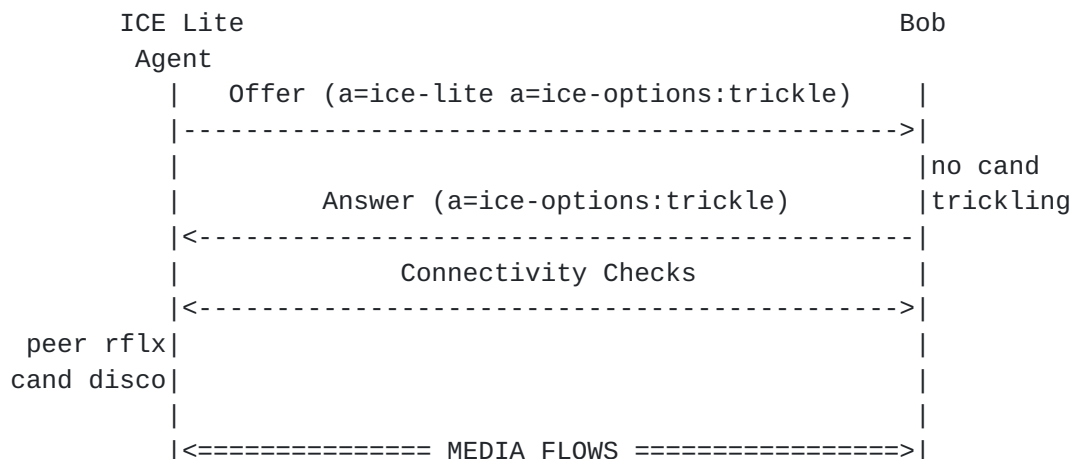 ICE Lite                                          Bob
        Agent
          |   Offer (a=ice-lite a=ice-options:trickle)    |
          |---------------------------------------------->|
          |                                               |no cand
          |         Answer (a=ice-options:trickle)        |trickling
          |<----------------------------------------------|
          |              Connectivity Checks              |
          |<--------------------------------------------->|
 peer rflx|                                               |
cand disco|                                               |
          |                                               |
          |<=============== MEDIA FLOWS =================>|